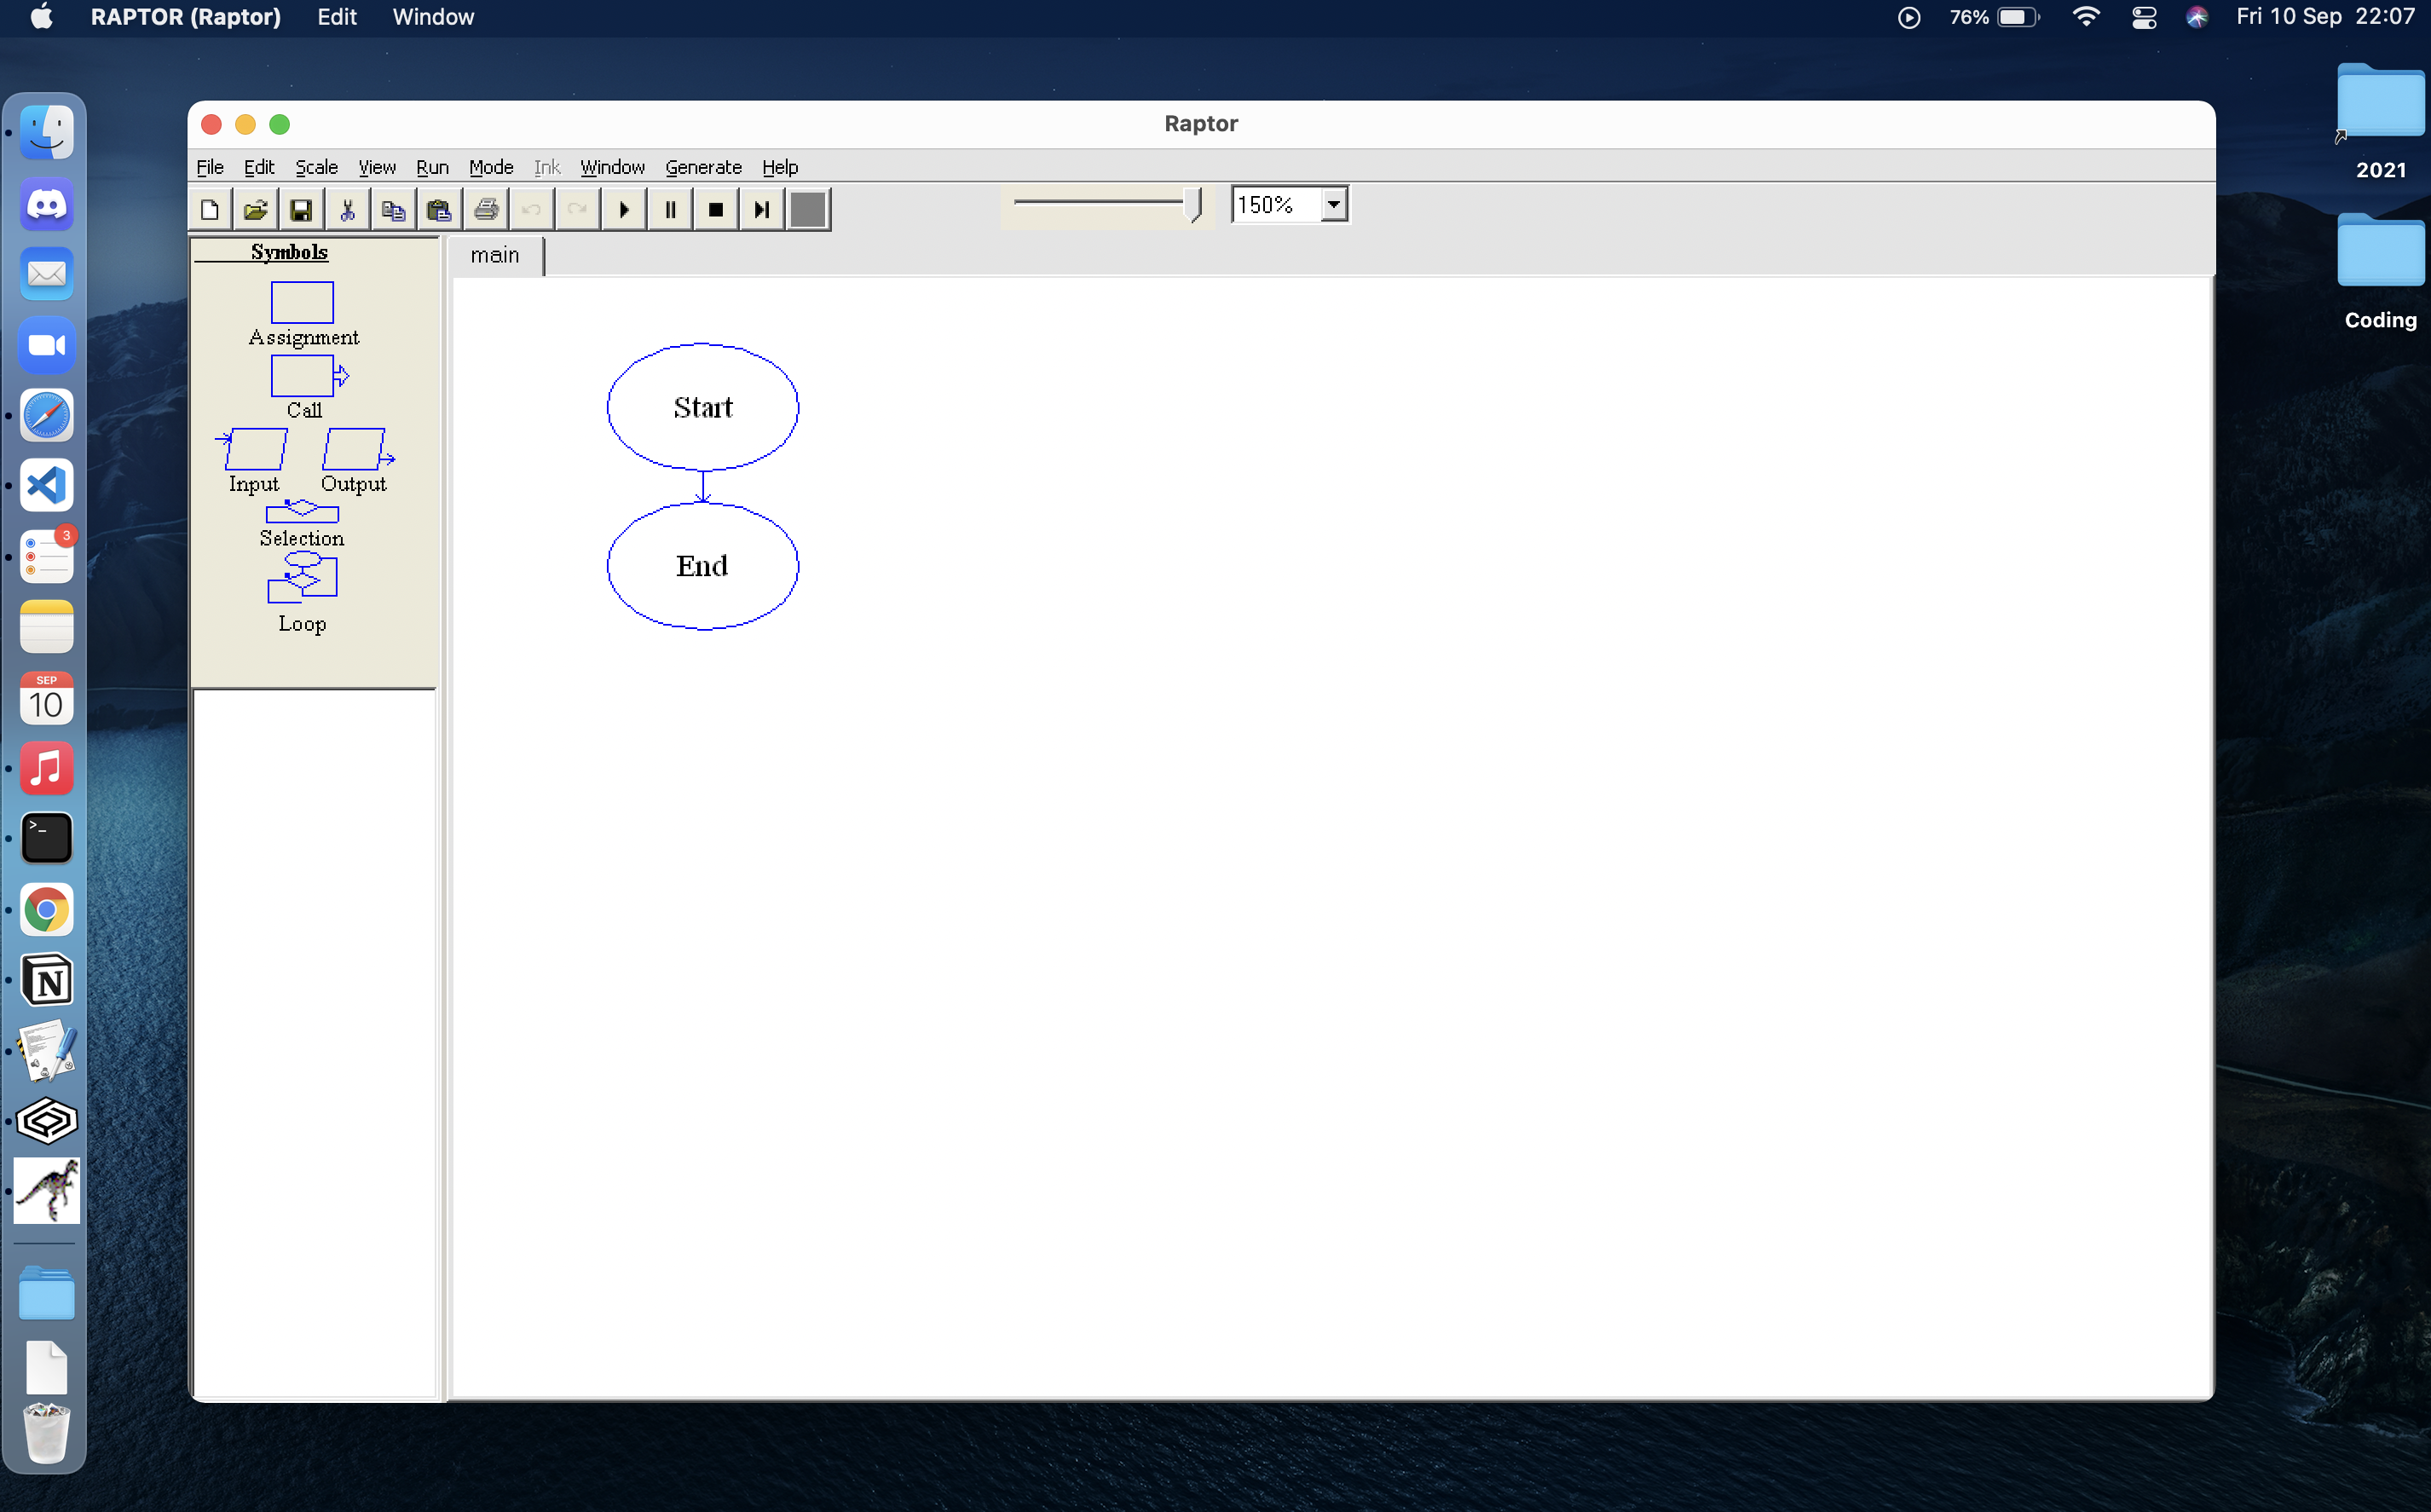 RAPTOR (Raptor) Edit Window 76% Fri 10 Sep 22:07
Raptor
File Edit Scale View Run Mode Ink Window Generate Help
150%
Symbols
main
Assignment
Call
Input Output
Selection
Loop
Start
End
2021
Coding
3
SEP
10
>_
N